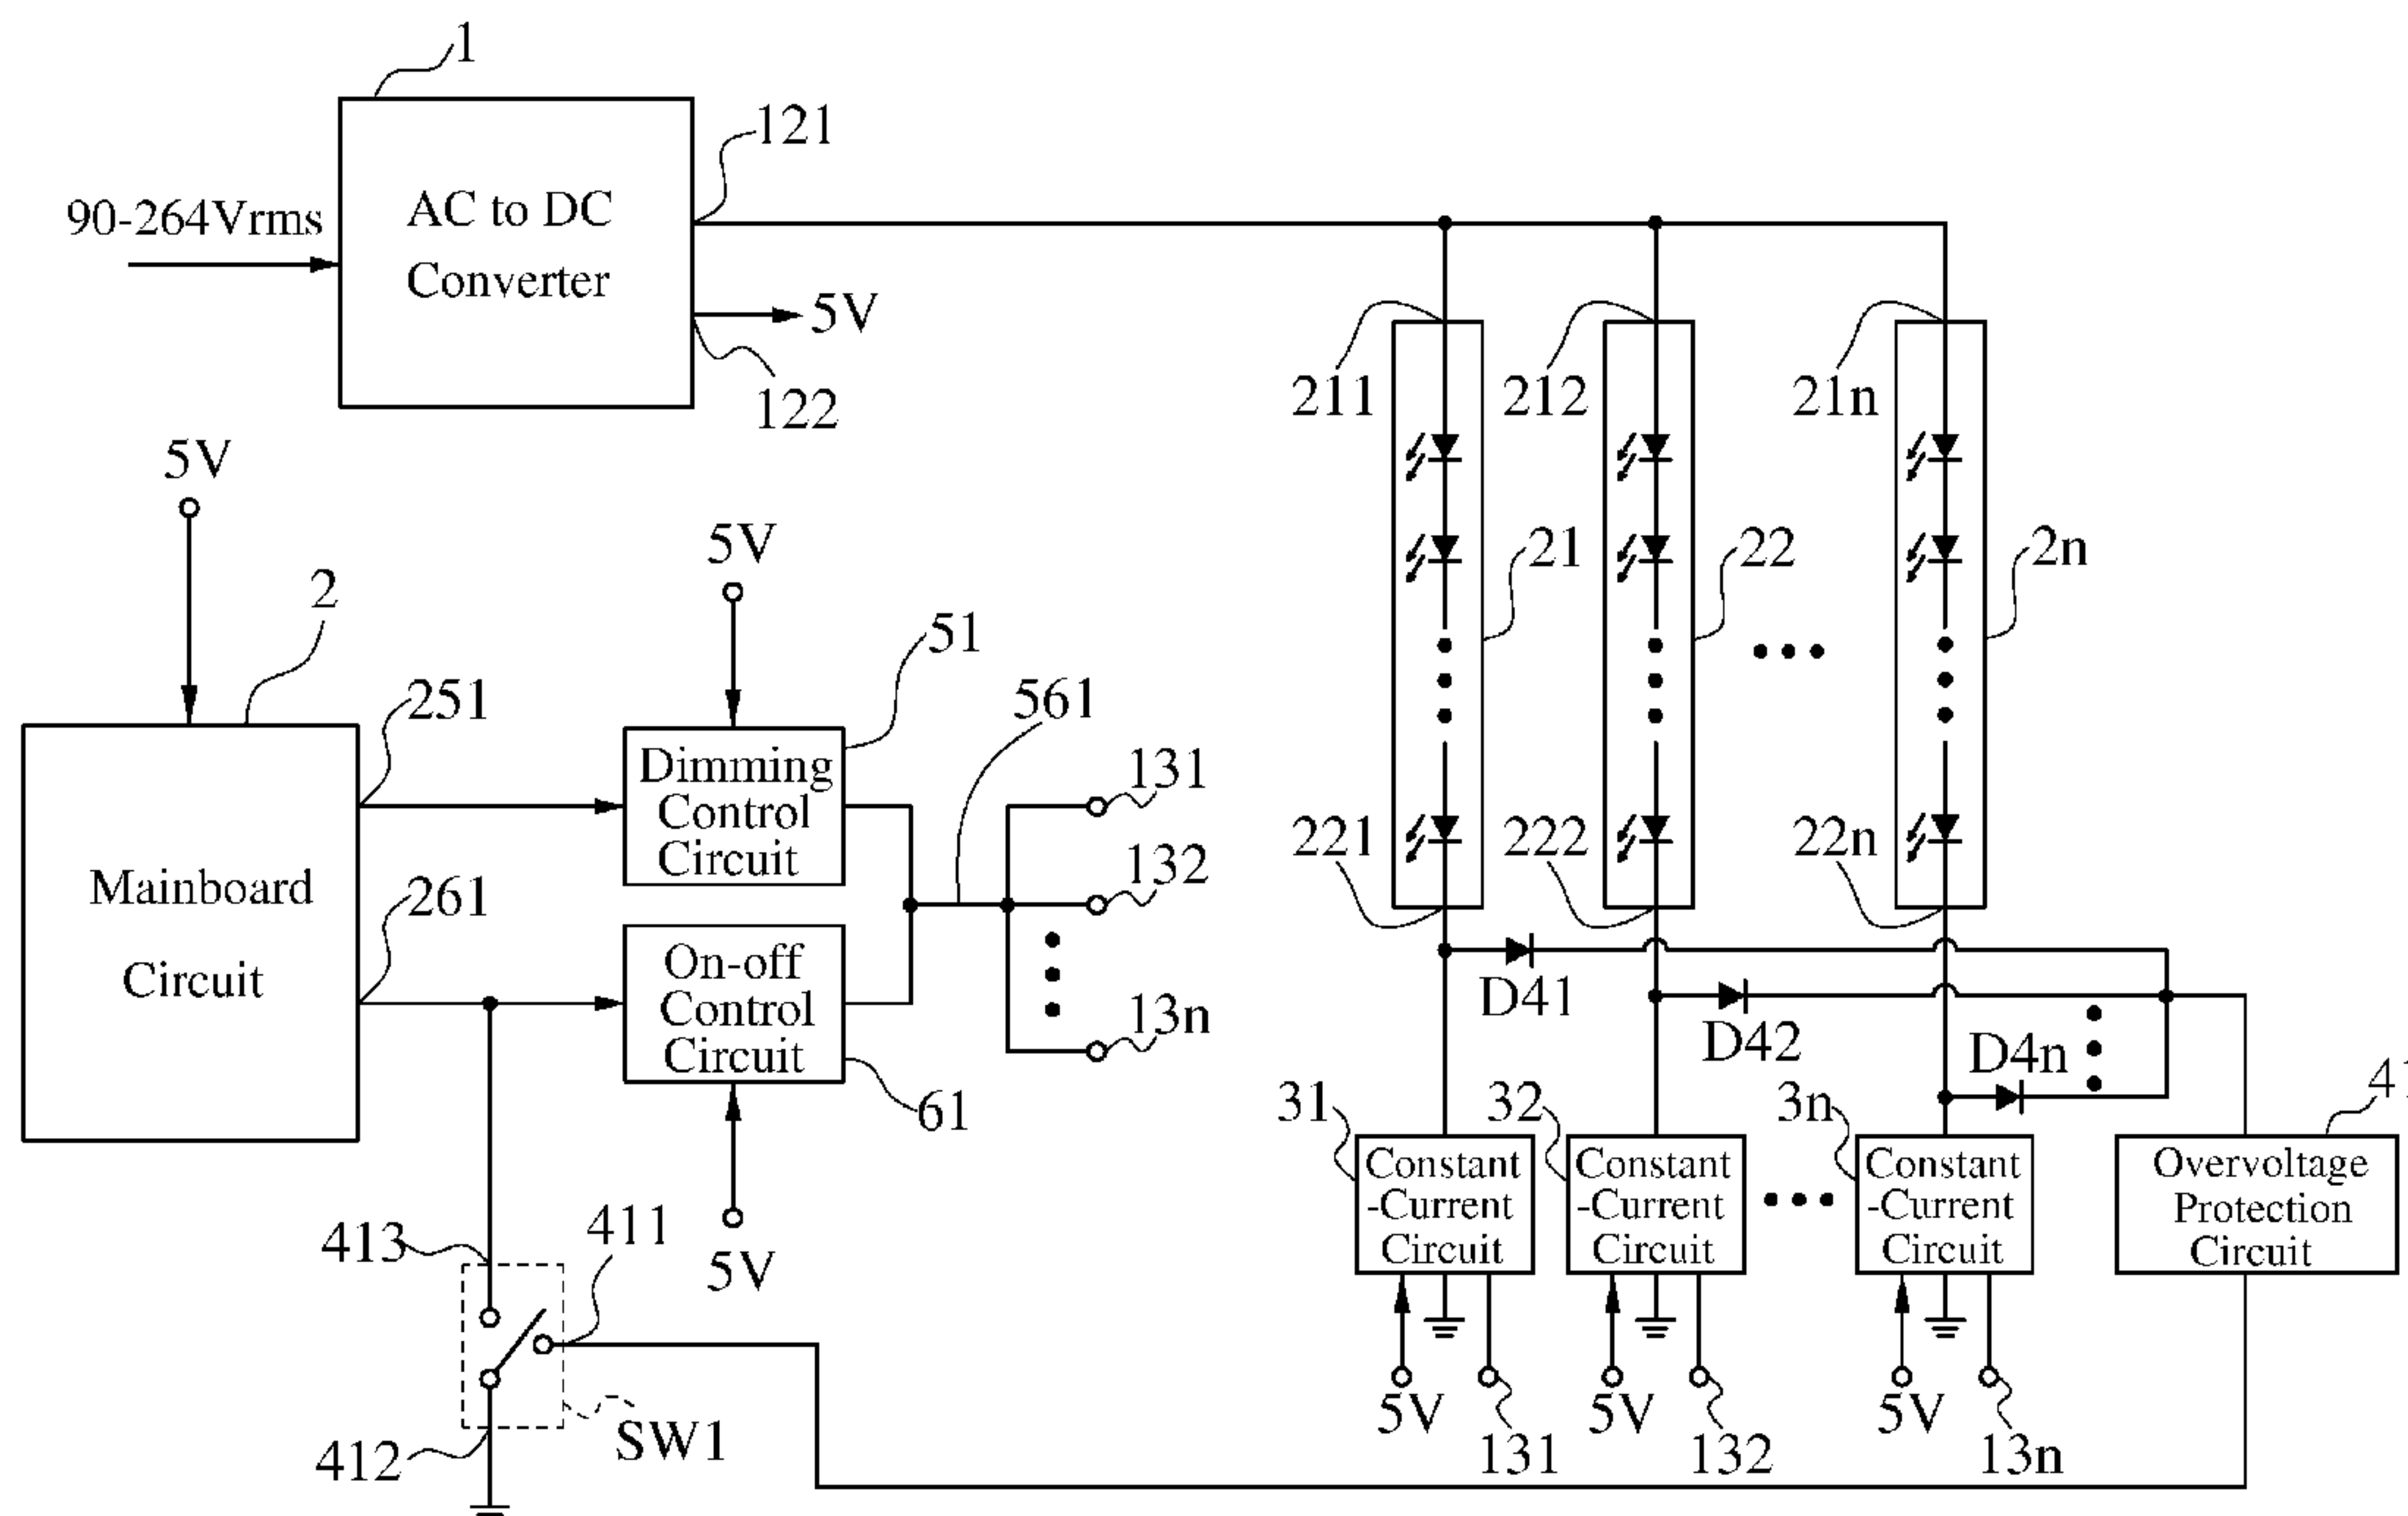 1
121
90-264Vrms
AC to DC
Converter
5V
122
211
212
21n
5V
5V
21
22
2n
2
51
251
561
Dimming
Control
Circuit
131
221
222
22n
132
Mainboard
Circuit
261
On-off
Control
Circuit
13n
D41
D42
D4n
61
31
32
3n
41
Constant
-Current
Circuit
Constant
-Current
Circuit
Constant
-Current
Circuit
Overvoltage
Protection
Circuit
413
411
5V
412
SW1
5V
131
5V
132
5V
13n